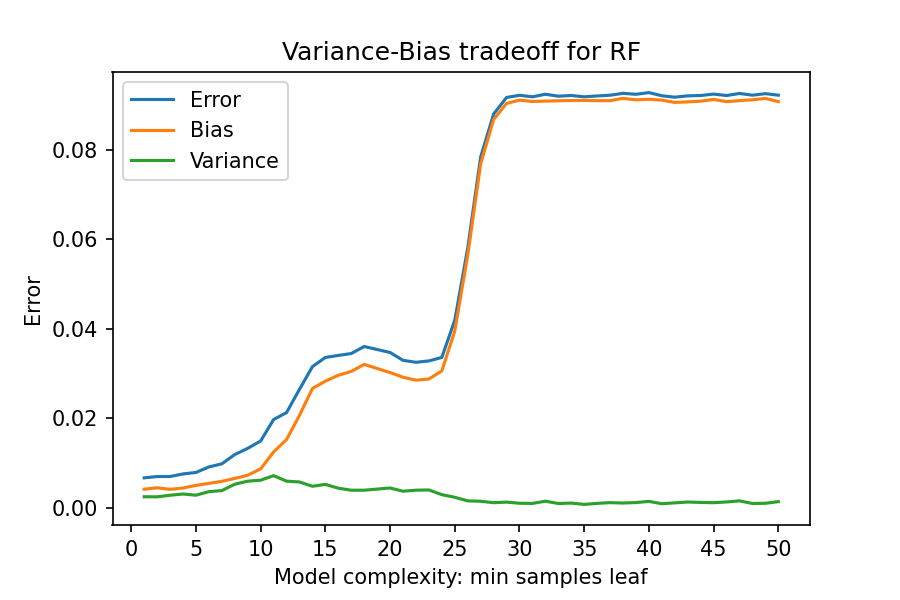 Variance-Bias tradeoff for RF
Error
Bias
Variance
0.08
0.06
0.04
0.02
0.00
Error
0 5 10 15 20 25 30 35 40 45 50
Model complexity: min samples leaf